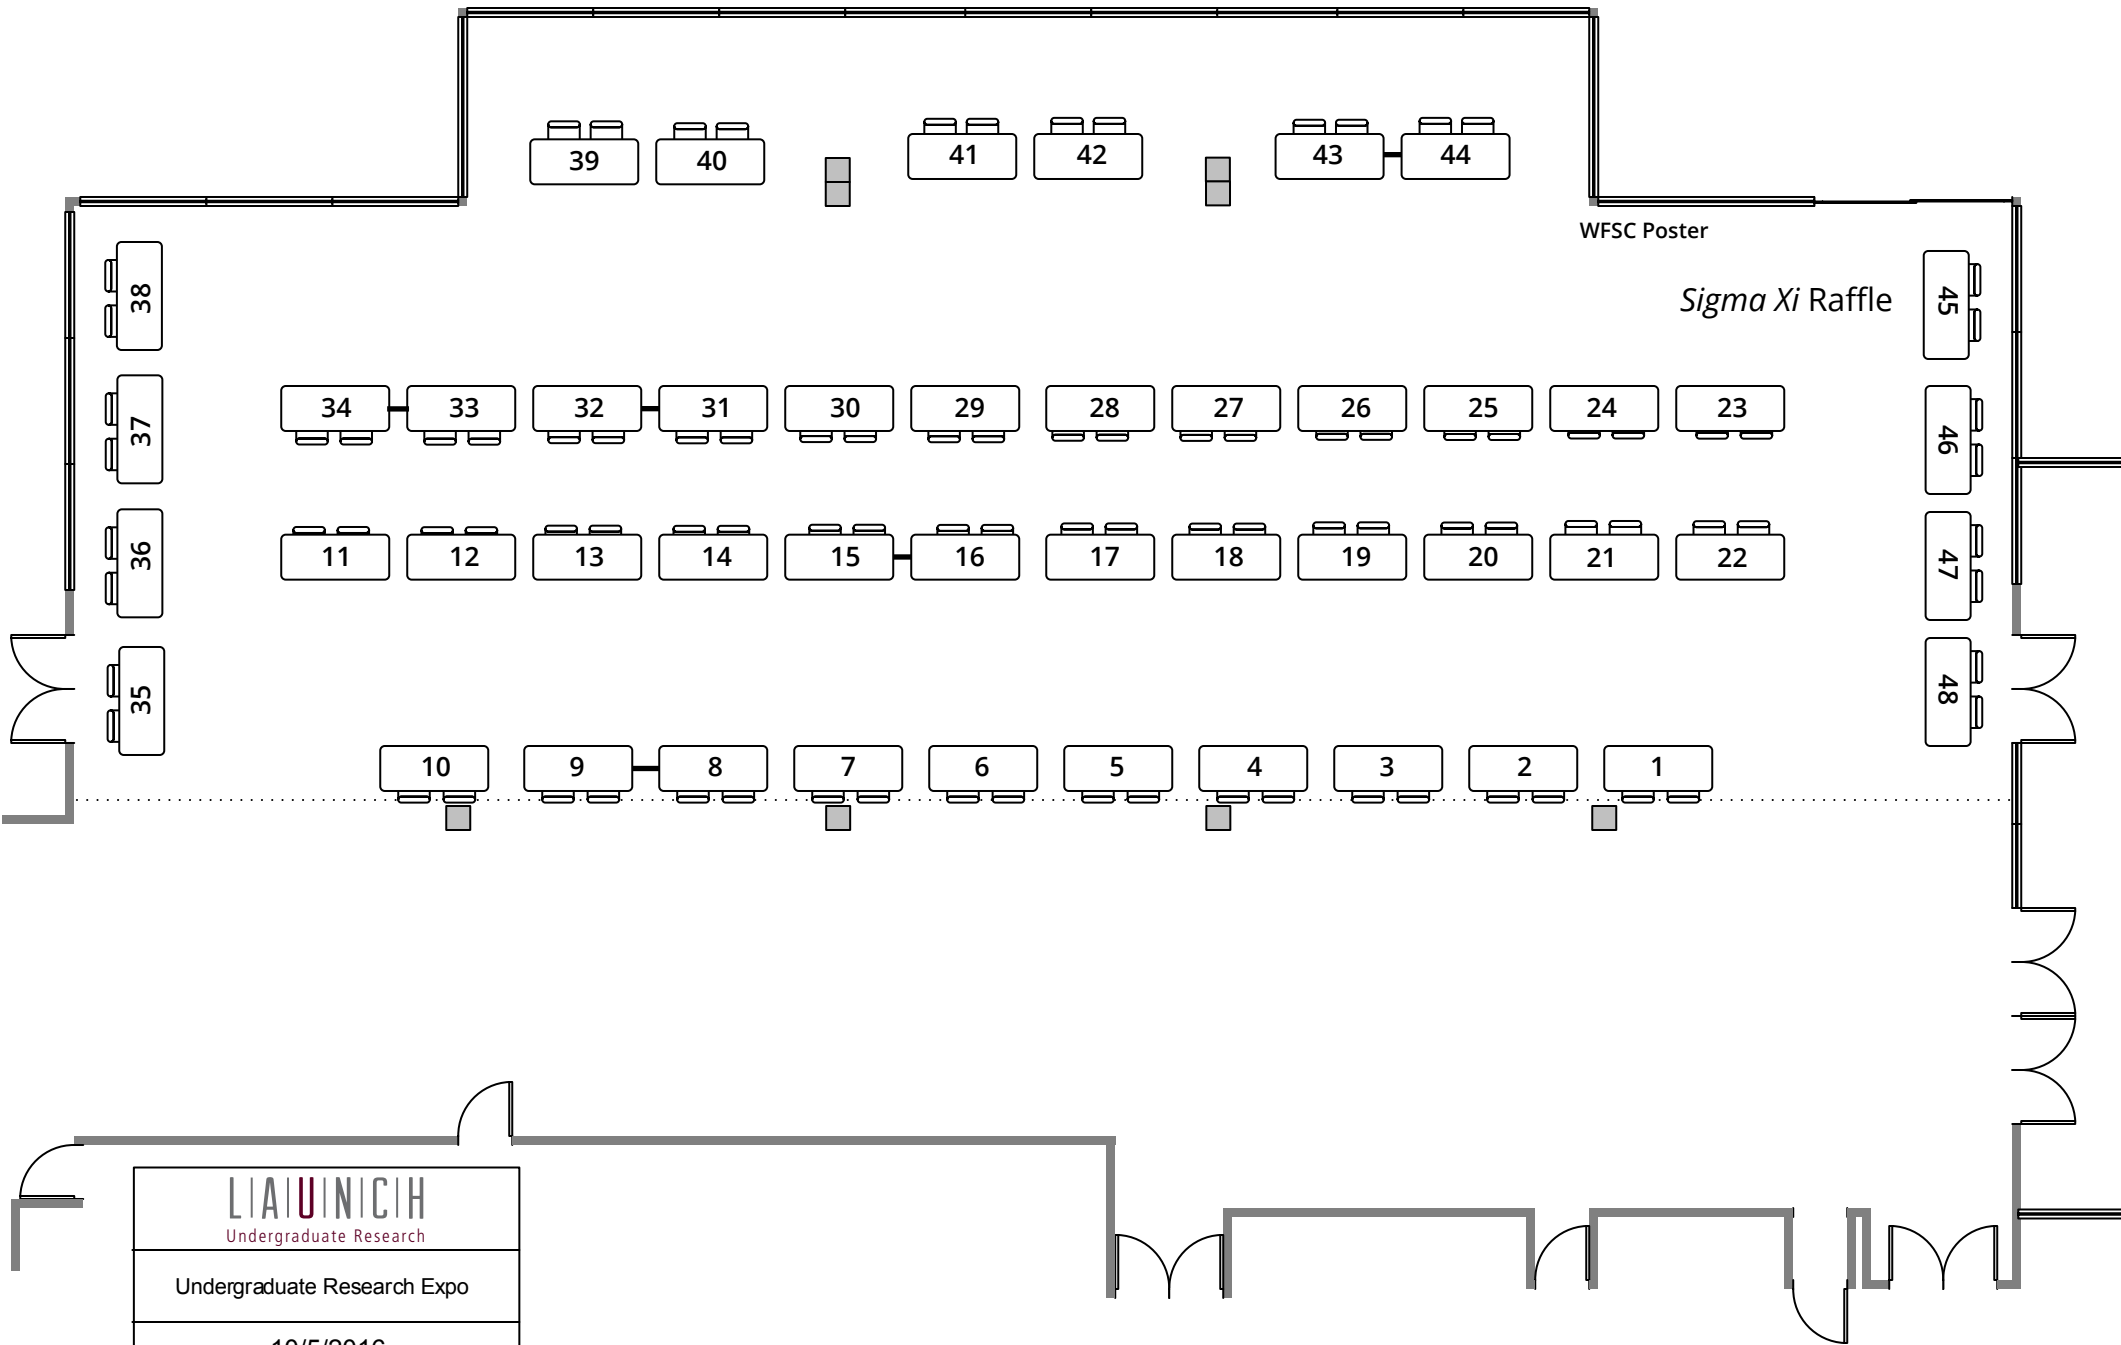 39 40 41 42 43 44
WFSC Poster
Sigma Xi Raffle
38 45
34 33 32 31 30 29 28 27 26 25 24 23
37 46
11 12 13 14 15 16 17 18 19 20 21 22
36 47
35 48
10 9 8 7 6 5 4 3 2 1
L|A|U|N|C|H
Undergraduate Research
Undergraduate Research Expo
10/5/2016